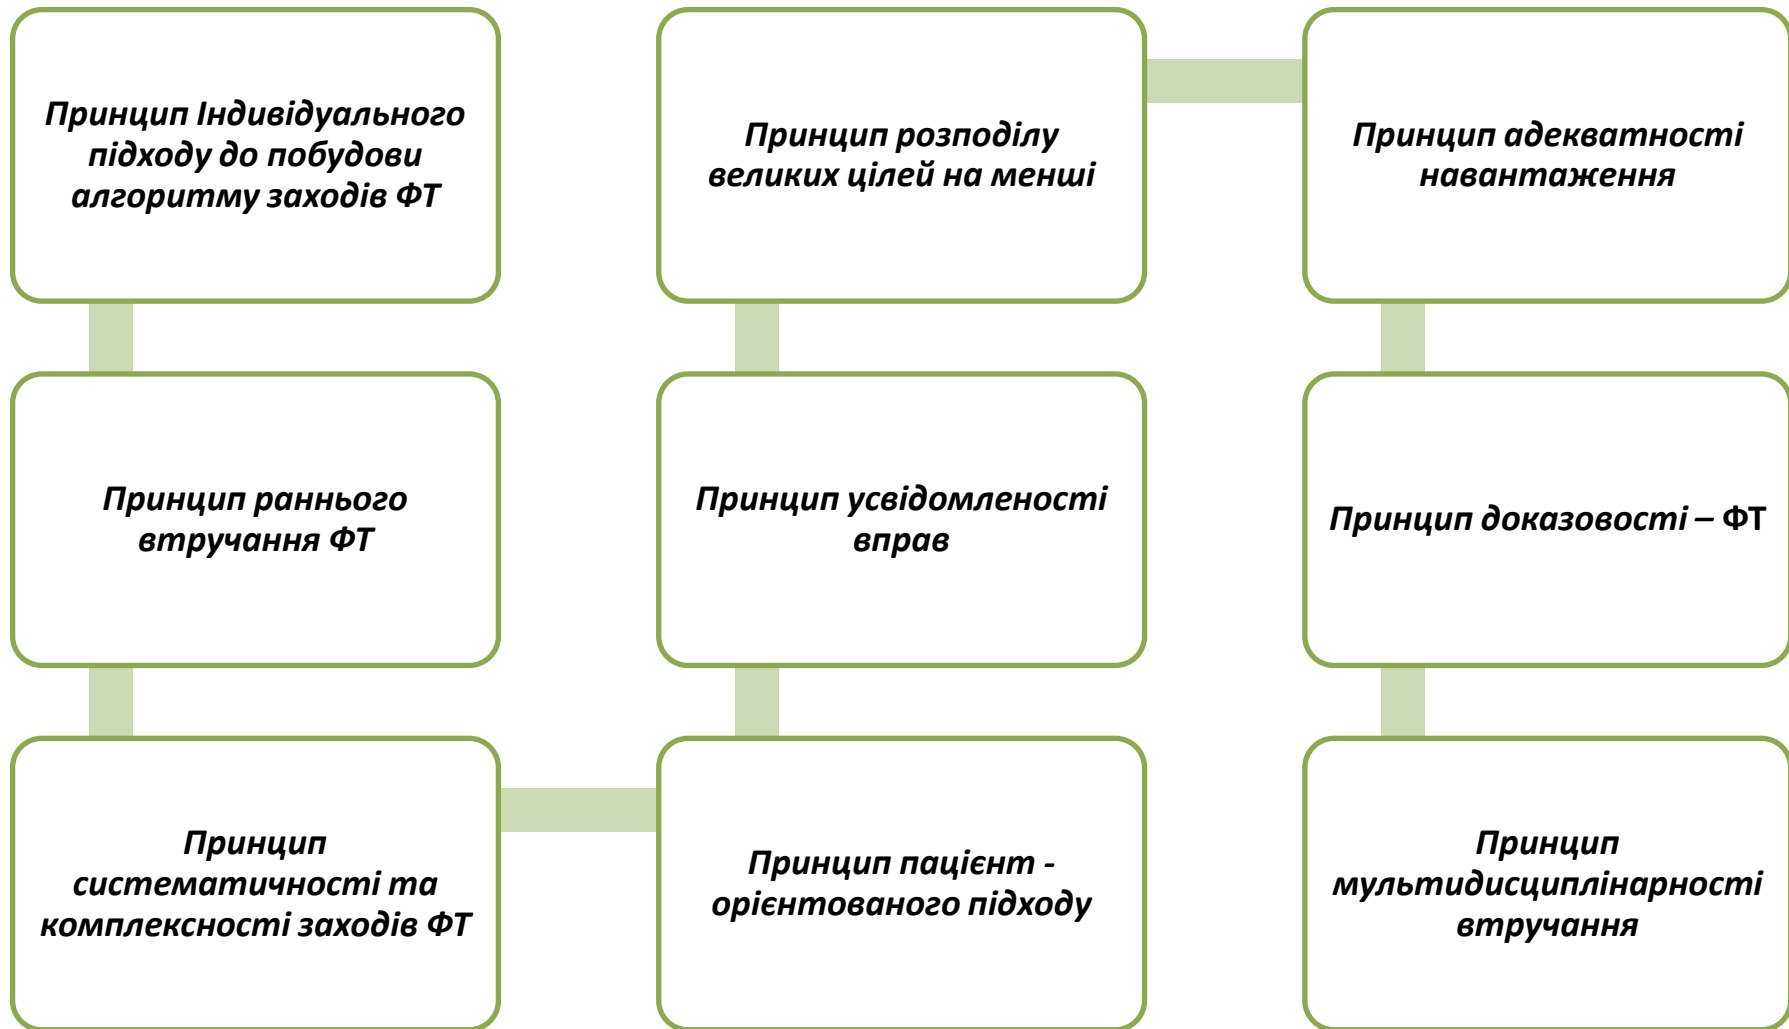 Принцип Індивідуального
підходу до побудови
алгоритму заходів ФТ
Принцип раннього
втручання ФТ
Принцип
систематичності та
комплексності заходів ФТ
Принцип пацієнт -
орієнтованого підходу
Принцип усвідомленості
вправ
Принцип розподілу
великих цілей на менші
Принцип адекватності
навантаження
Принцип доказовості – ФТ
Принцип
мультидисциплінарності
втручання